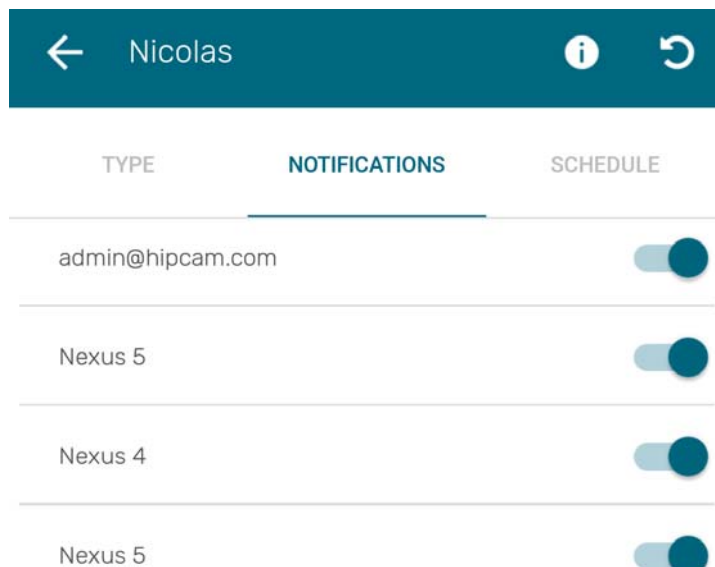 Nicolas
TYPE NOTIFICATIONS SCHEDULE
admin@hipcam.com
Nexus 5
Nexus 4
Nexus 5